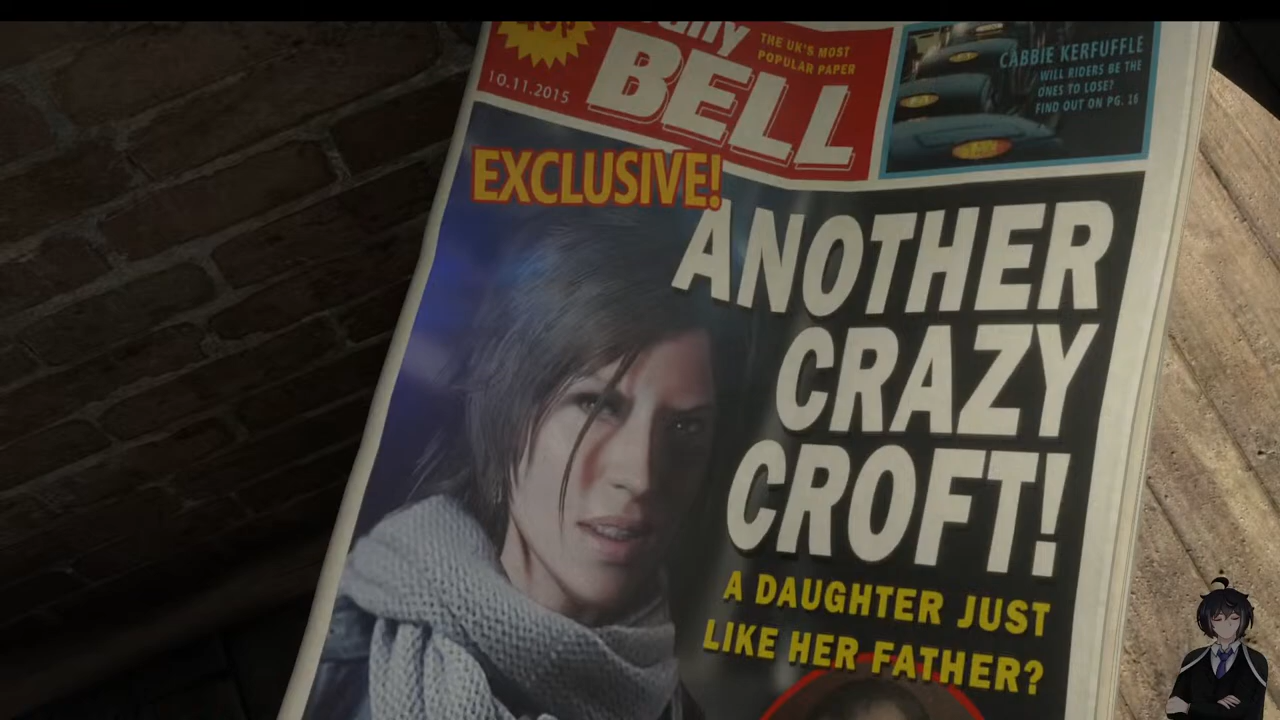 BELL
THE UK'S MOST
POPULAR PAPER
10.11.2015
CABBIE KERFUFFLE
WILL RIDERS BE THE
ONES TO LOSE?
FIND OUT ON PG. 16
EXCLUSIVE!
ANOTHER
CRAZY
CROFT!
A DAUGHTER JUST
LIKE HER FATHER?